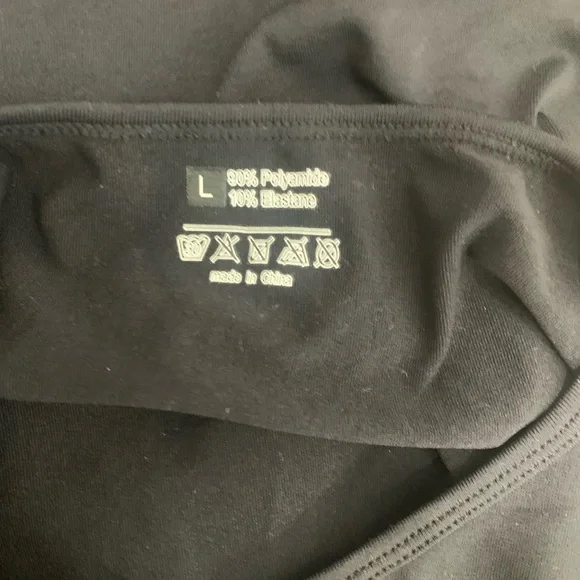 L
90% Polyamide
10% Elastane
made in China